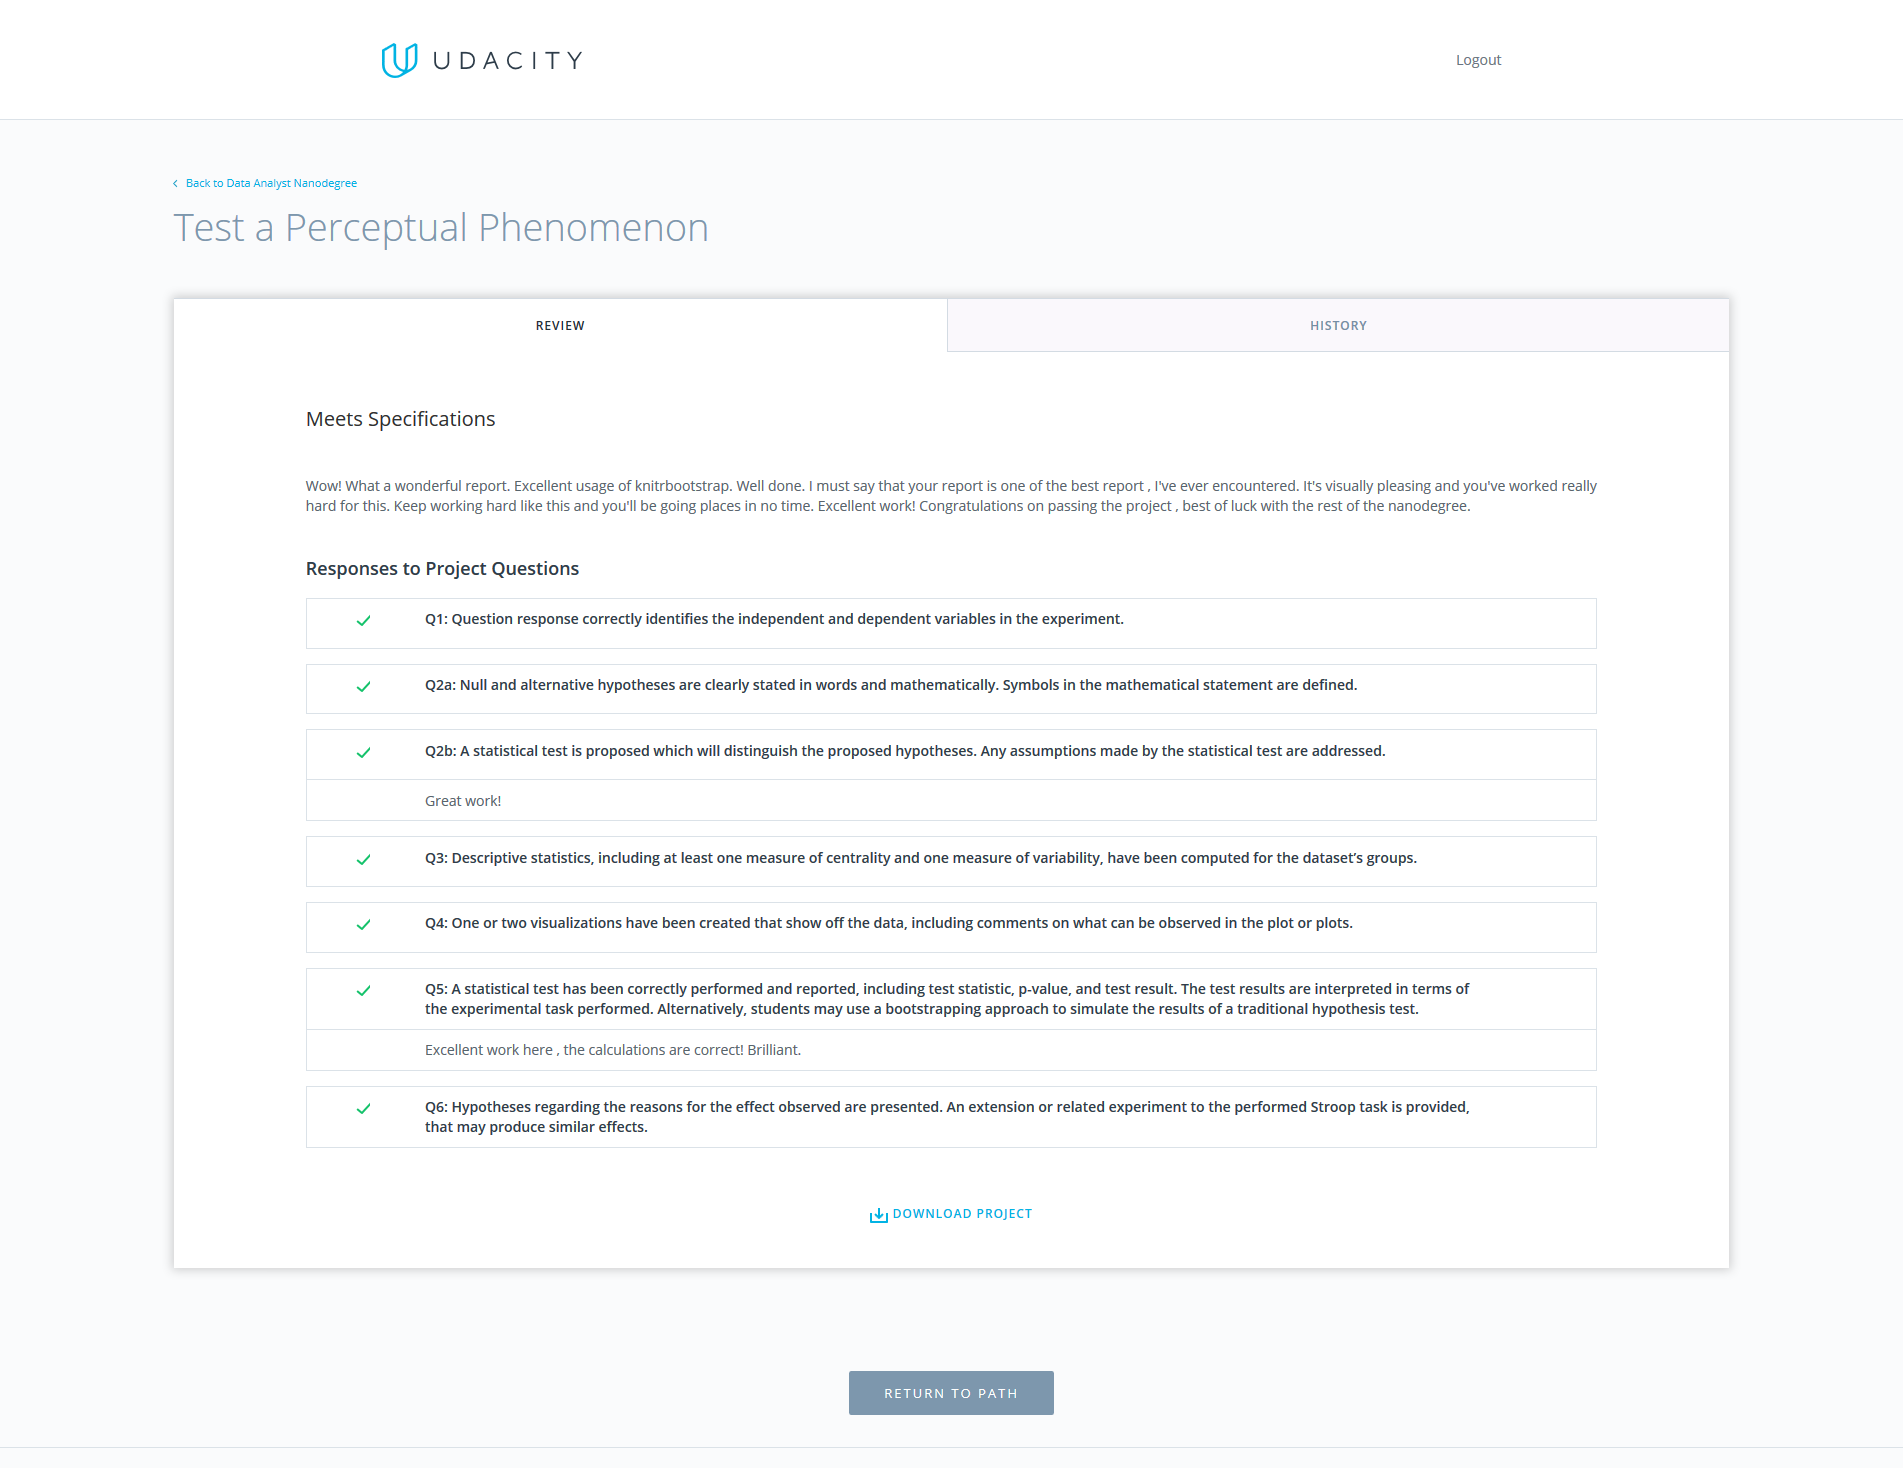 UDACITY
Logout
Back to Data Analyst Nanodegree
Test a Perceptual Phenomenon
REVIEW
HISTORY
Meets Specifications
Wow! What a wonderful report. Excellent usage of knitrbootstrap. Well done. I must say that your report is one of the best report , I've ever encountered. It's visually pleasing and you've worked really
hard for this. Keep working hard like this and you'll be going places in no time. Excellent work! Congratulations on passing the project , best of luck with the rest of the nanodegree.
Responses to Project Questions
Q1: Question response correctly identifies the independent and dependent variables in the experiment.
Q2a: Null and alternative hypotheses are clearly stated in words and mathematically. Symbols in the mathematical statement are defined.
Q2b: A statistical test is proposed which will distinguish the proposed hypotheses. Any assumptions made by the statistical test are addressed.
Great work!
Q3: Descriptive statistics, including at least one measure of centrality and one measure of variability, have been computed for the dataset’s groups.
Q4: One or two visualizations have been created that show off the data, including comments on what can be observed in the plot or plots.
Q5: A statistical test has been correctly performed and reported, including test statistic, p-value, and test result. The test results are interpreted in terms of
the experimental task performed. Alternatively, students may use a bootstrapping approach to simulate the results of a traditional hypothesis test.
Excellent work here , the calculations are correct! Brilliant.
Q6: Hypotheses regarding the reasons for the effect observed are presented. An extension or related experiment to the performed Stroop task is provided,
that may produce similar effects.
DOWNLOAD PROJECT
RETURN TO PATH